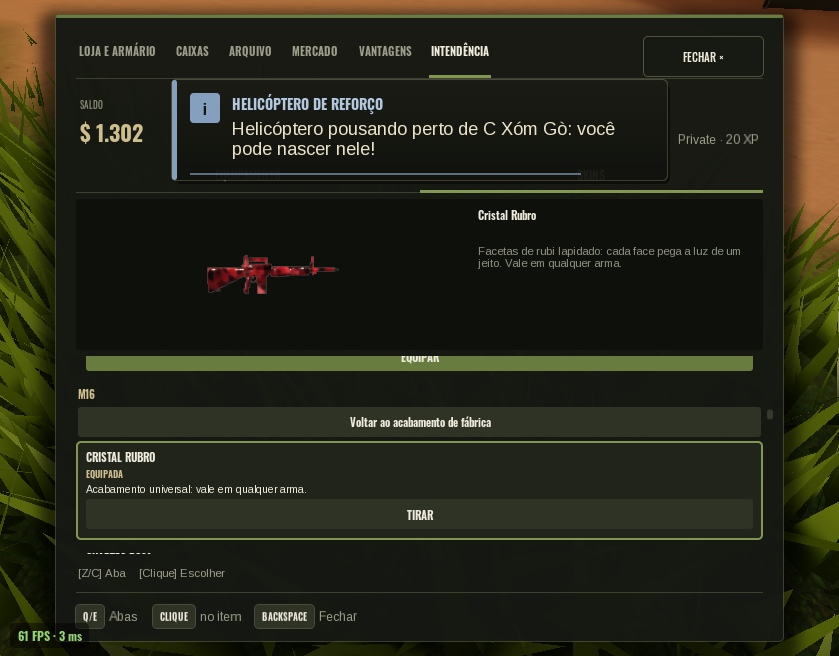 LOJA E ARMÁRIO CAIXAS ARQUIVO MERCADO VANTAGENS INTENDÊNCIA
FECHAR ×
SALDO
$ 1.302
i
HELICÓPTERO DE REFORÇO
Helicóptero pousando perto de C Xóm Gò: você
pode nascer nele!
Private · 20 XP
SKINS
Cristal Rubro
Facetas de rubi lapidado: cada face pega a luz de um
jeito. Vale em qualquer arma.
EQUIPAR
M16
Voltar ao acabamento de fábrica
CRISTAL RUBRO
EQUIPADA
Acabamento universal: vale em qualquer arma.
TIRAR
[Z/C] Aba [Clique] Escolher
Q/E Abas CLIQUE no item BACKSPACE Fechar
61 FPS · 3 ms